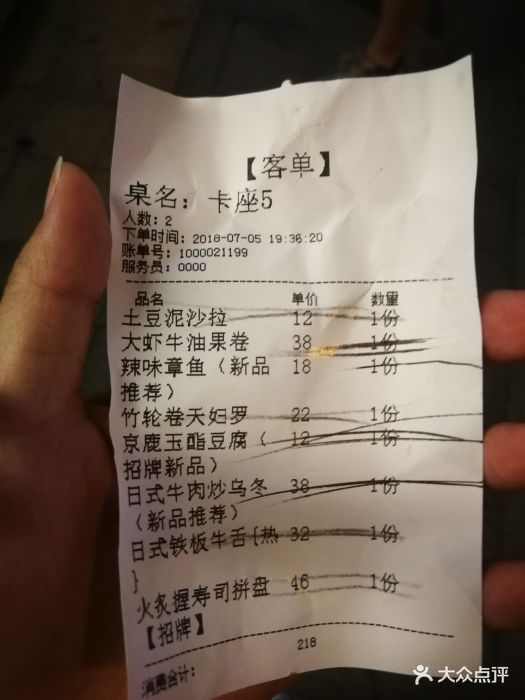 【客单】
桌名：卡座5
人数：2
下单时间：2018-07-05 19:36:20
账单号：1000021199
服务员：0000
品名 单价 数量
土豆泥沙拉 12 1份
大虾牛油果卷 38 1份
辣味章鱼（新品 18 1份
推荐）
竹轮卷天妇罗 22 1份
京鹿玉酯豆腐（ 12 1份
招牌新品）
日式牛肉炒乌冬 38 1份
（新品推荐）
日式铁板牛舌{热 32 1份
}
火炙握寿司拼盘 46 1份
【招牌】
218
消费合计：
大众点评